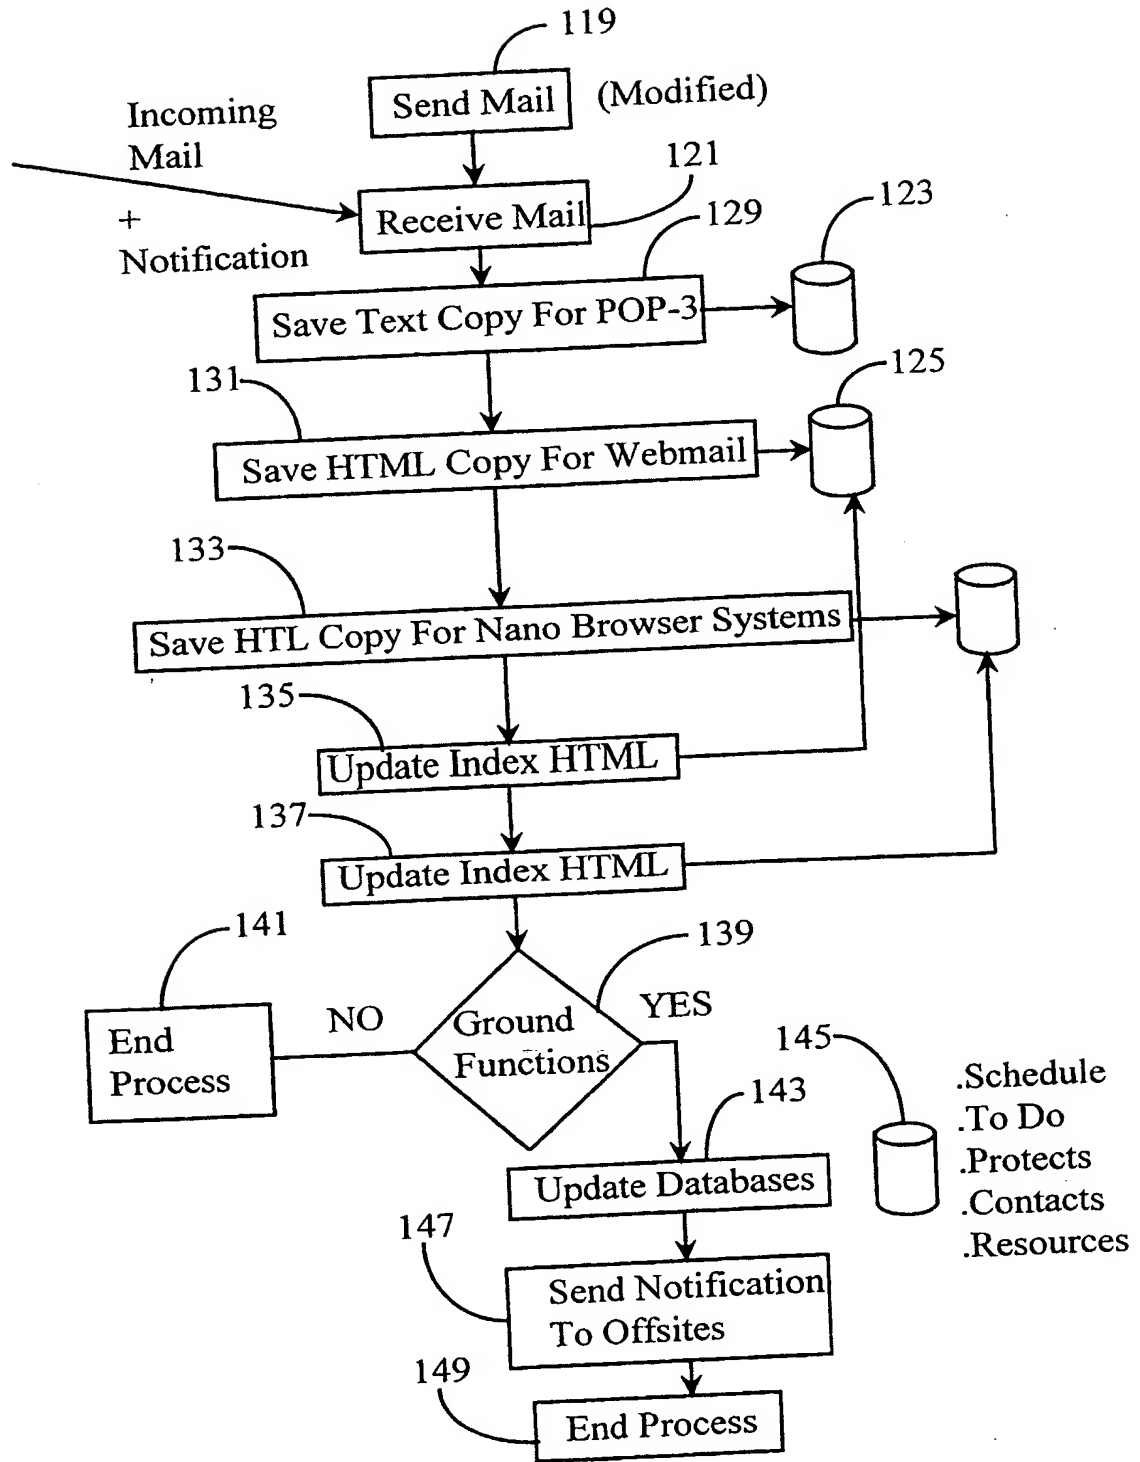 119
Send Mail
(Modified)
Incoming
Mail
+
Notification
121
Receive Mail
129
123
Save Text Copy For POP-3
131
125
Save HTML Copy For Webmail
133
Save HTL Copy For Nano Browser Systems
135
Update Index HTML
137
Update Index HTML
141
139
End
Process
NO
Ground
Functions
YES
145
.Schedule
.To Do
.Protects
.Contacts
.Resources
143
Update Databases
147
Send Notification
To Offsites
149
End Process